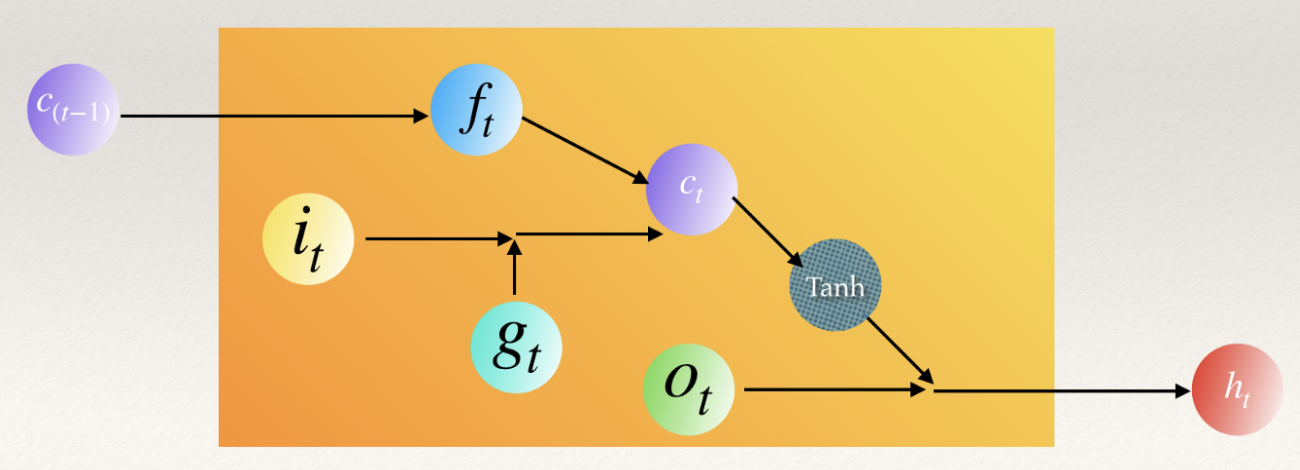 c₍ₜ₋₁₎
fₜ
cₜ
iₜ
Tanh
gₜ
oₜ
hₜ